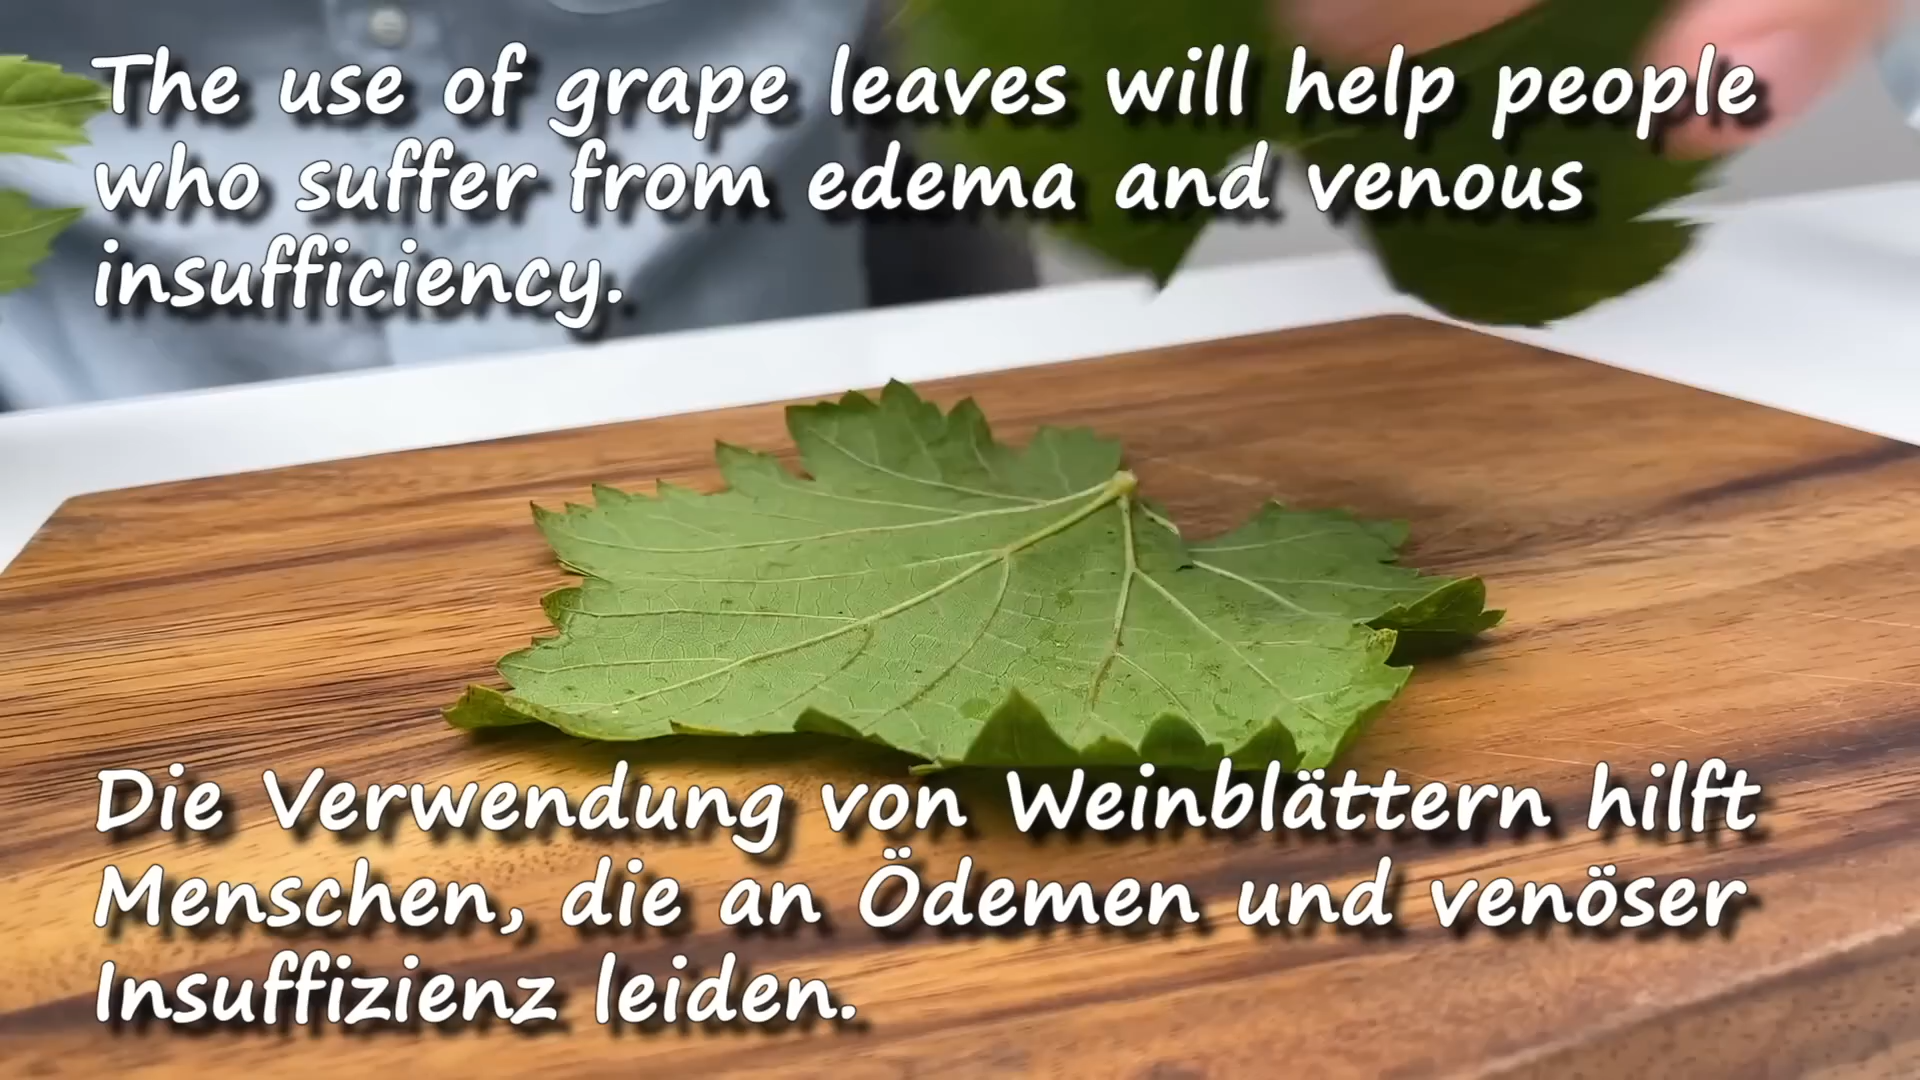 The use of grape leaves will help people
who suffer from edema and venous
insufficiency.
Die Verwendung von Weinblättern hilft
Menschen, die an Ödemen und venöser
Insuffizienz leiden.